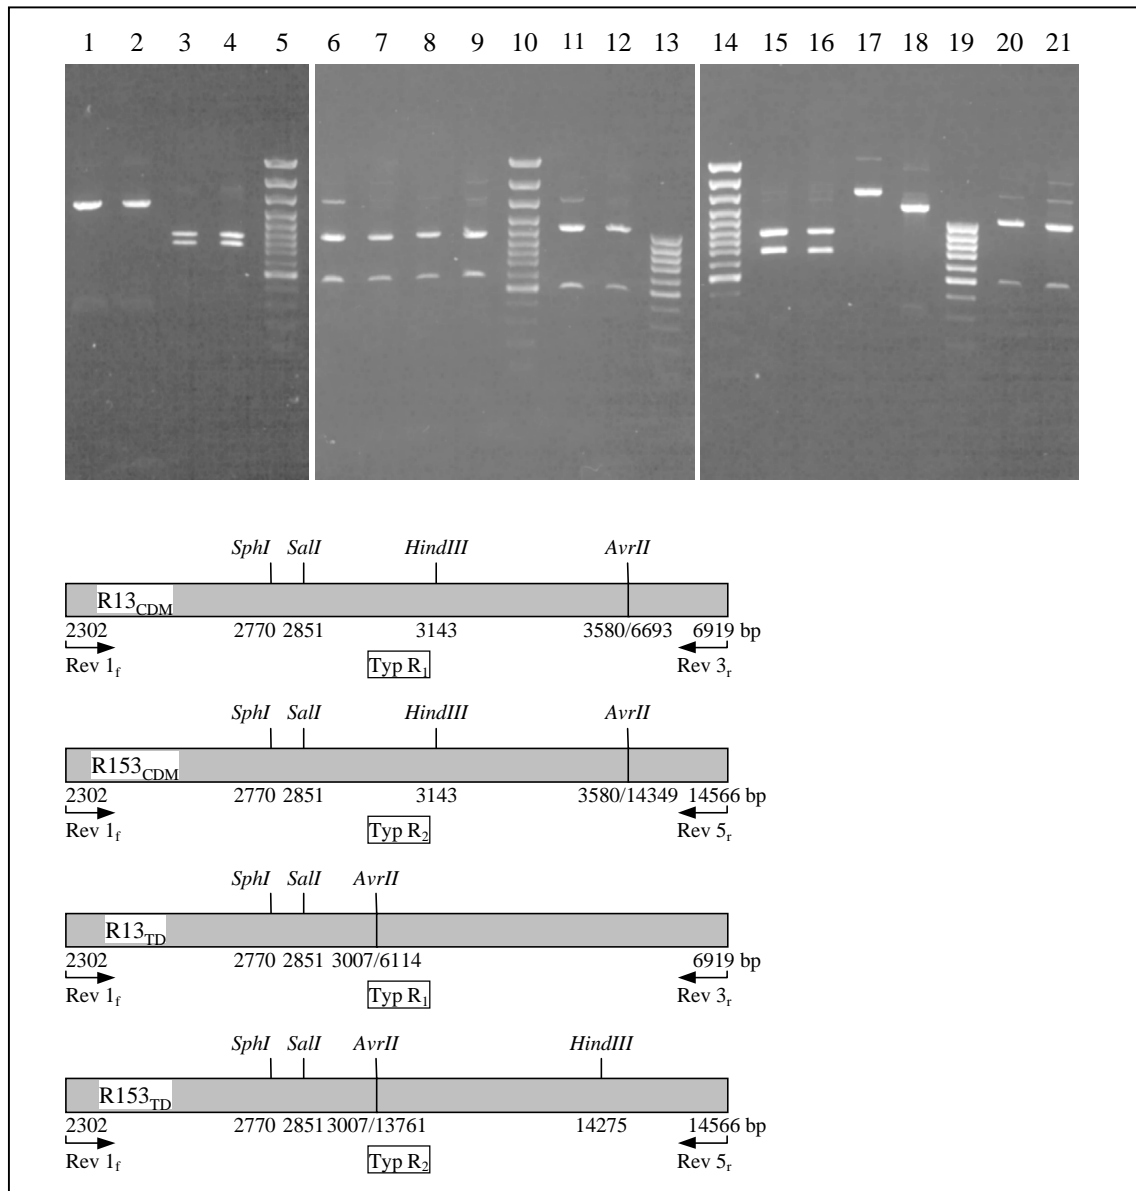 1 2 3 4 5 6 7 8 9 10 11 12 13 14 15 16 17 18 19 20 21
SphI SalI HindIII AvrII
R13CDM
2302 2770 2851 3143 3580/6693 6919 bp
Rev 1f Typ R1 Rev 3r
SphI SalI HindIII AvrII
R153CDM
2302 2770 2851 3143 3580/14349 14566 bp
Rev 1f Typ R2 Rev 5r
SphI SalI AvrII
R13TD
2302 2770 2851 3007/6114 6919 bp
Rev 1f Typ R1 Rev 3r
SphI SalI AvrII HindIII
R153TD
2302 2770 2851 3007/13761 14275 14566 bp
Rev 1f Typ R2 Rev 5r